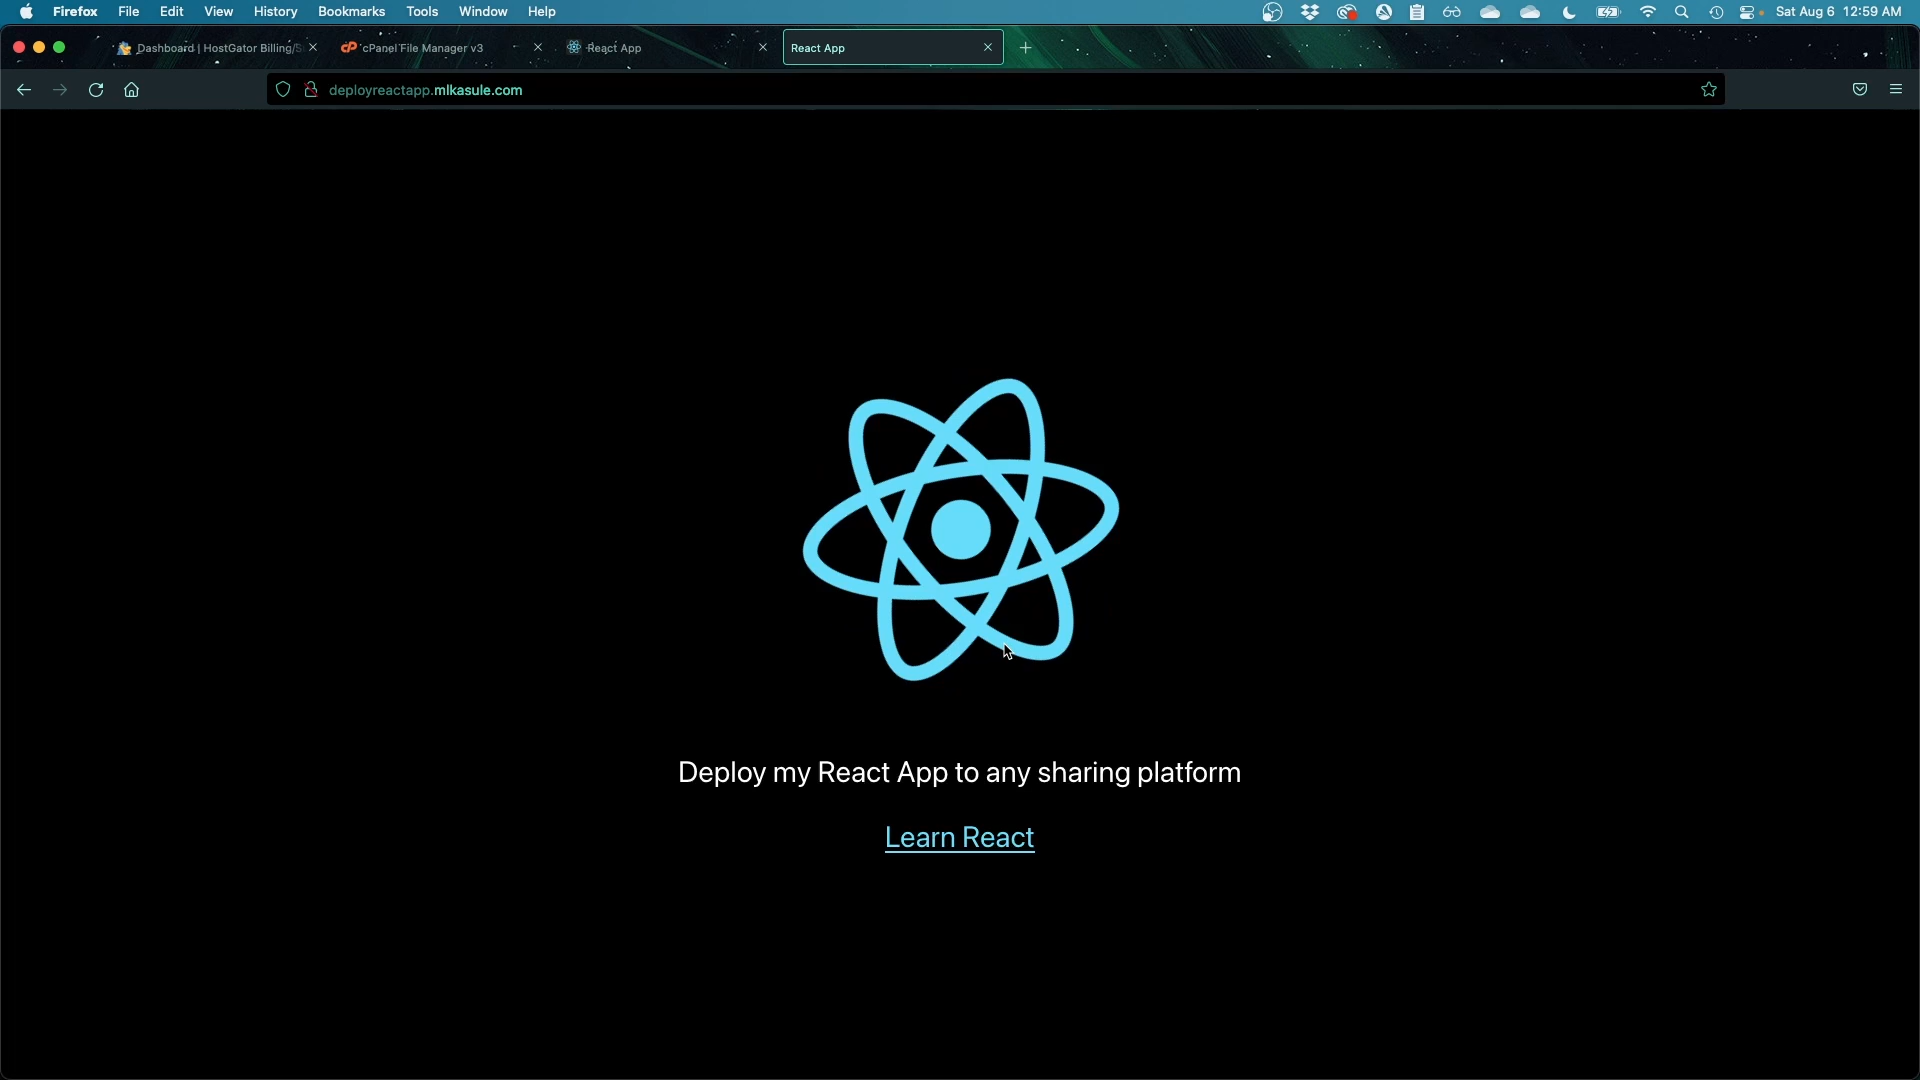 Firefox File Edit View History Bookmarks Tools Window Help Sat Aug 6 12:59 AM
Dashboard | HostGator Billing/S cPanel File Manager v3 React App React App
deployreactapp.mlkasule.com
Deploy my React App to any sharing platform
Learn React